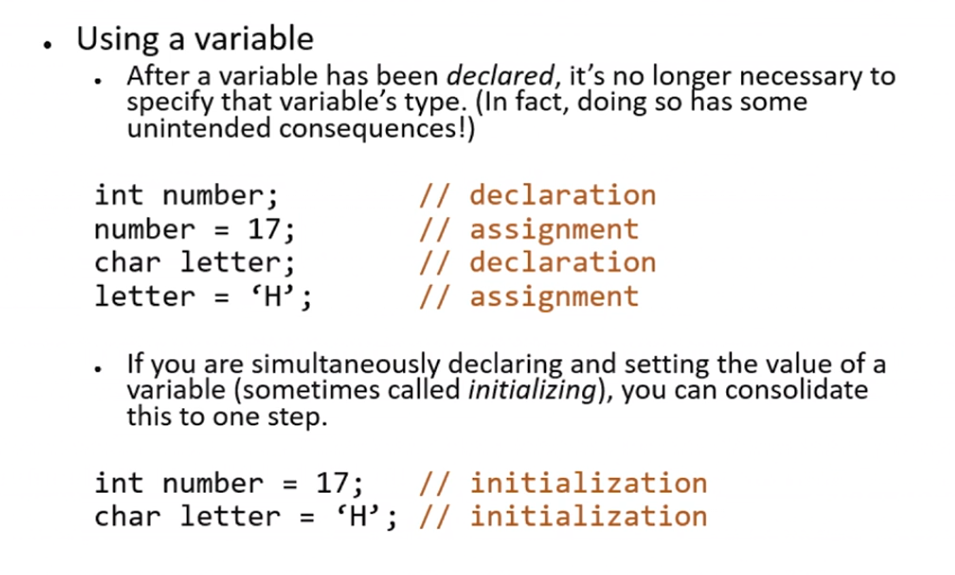 • Using a variable
• After a variable has been declared, it’s no longer necessary to
specify that variable’s type. (In fact, doing so has some
unintended consequences!)
int number; // declaration
number = 17; // assignment
char letter; // declaration
letter = ‘H’; // assignment
• If you are simultaneously declaring and setting the value of a
variable (sometimes called initializing), you can consolidate
this to one step.
int number = 17; // initialization
char letter = ‘H’; // initialization